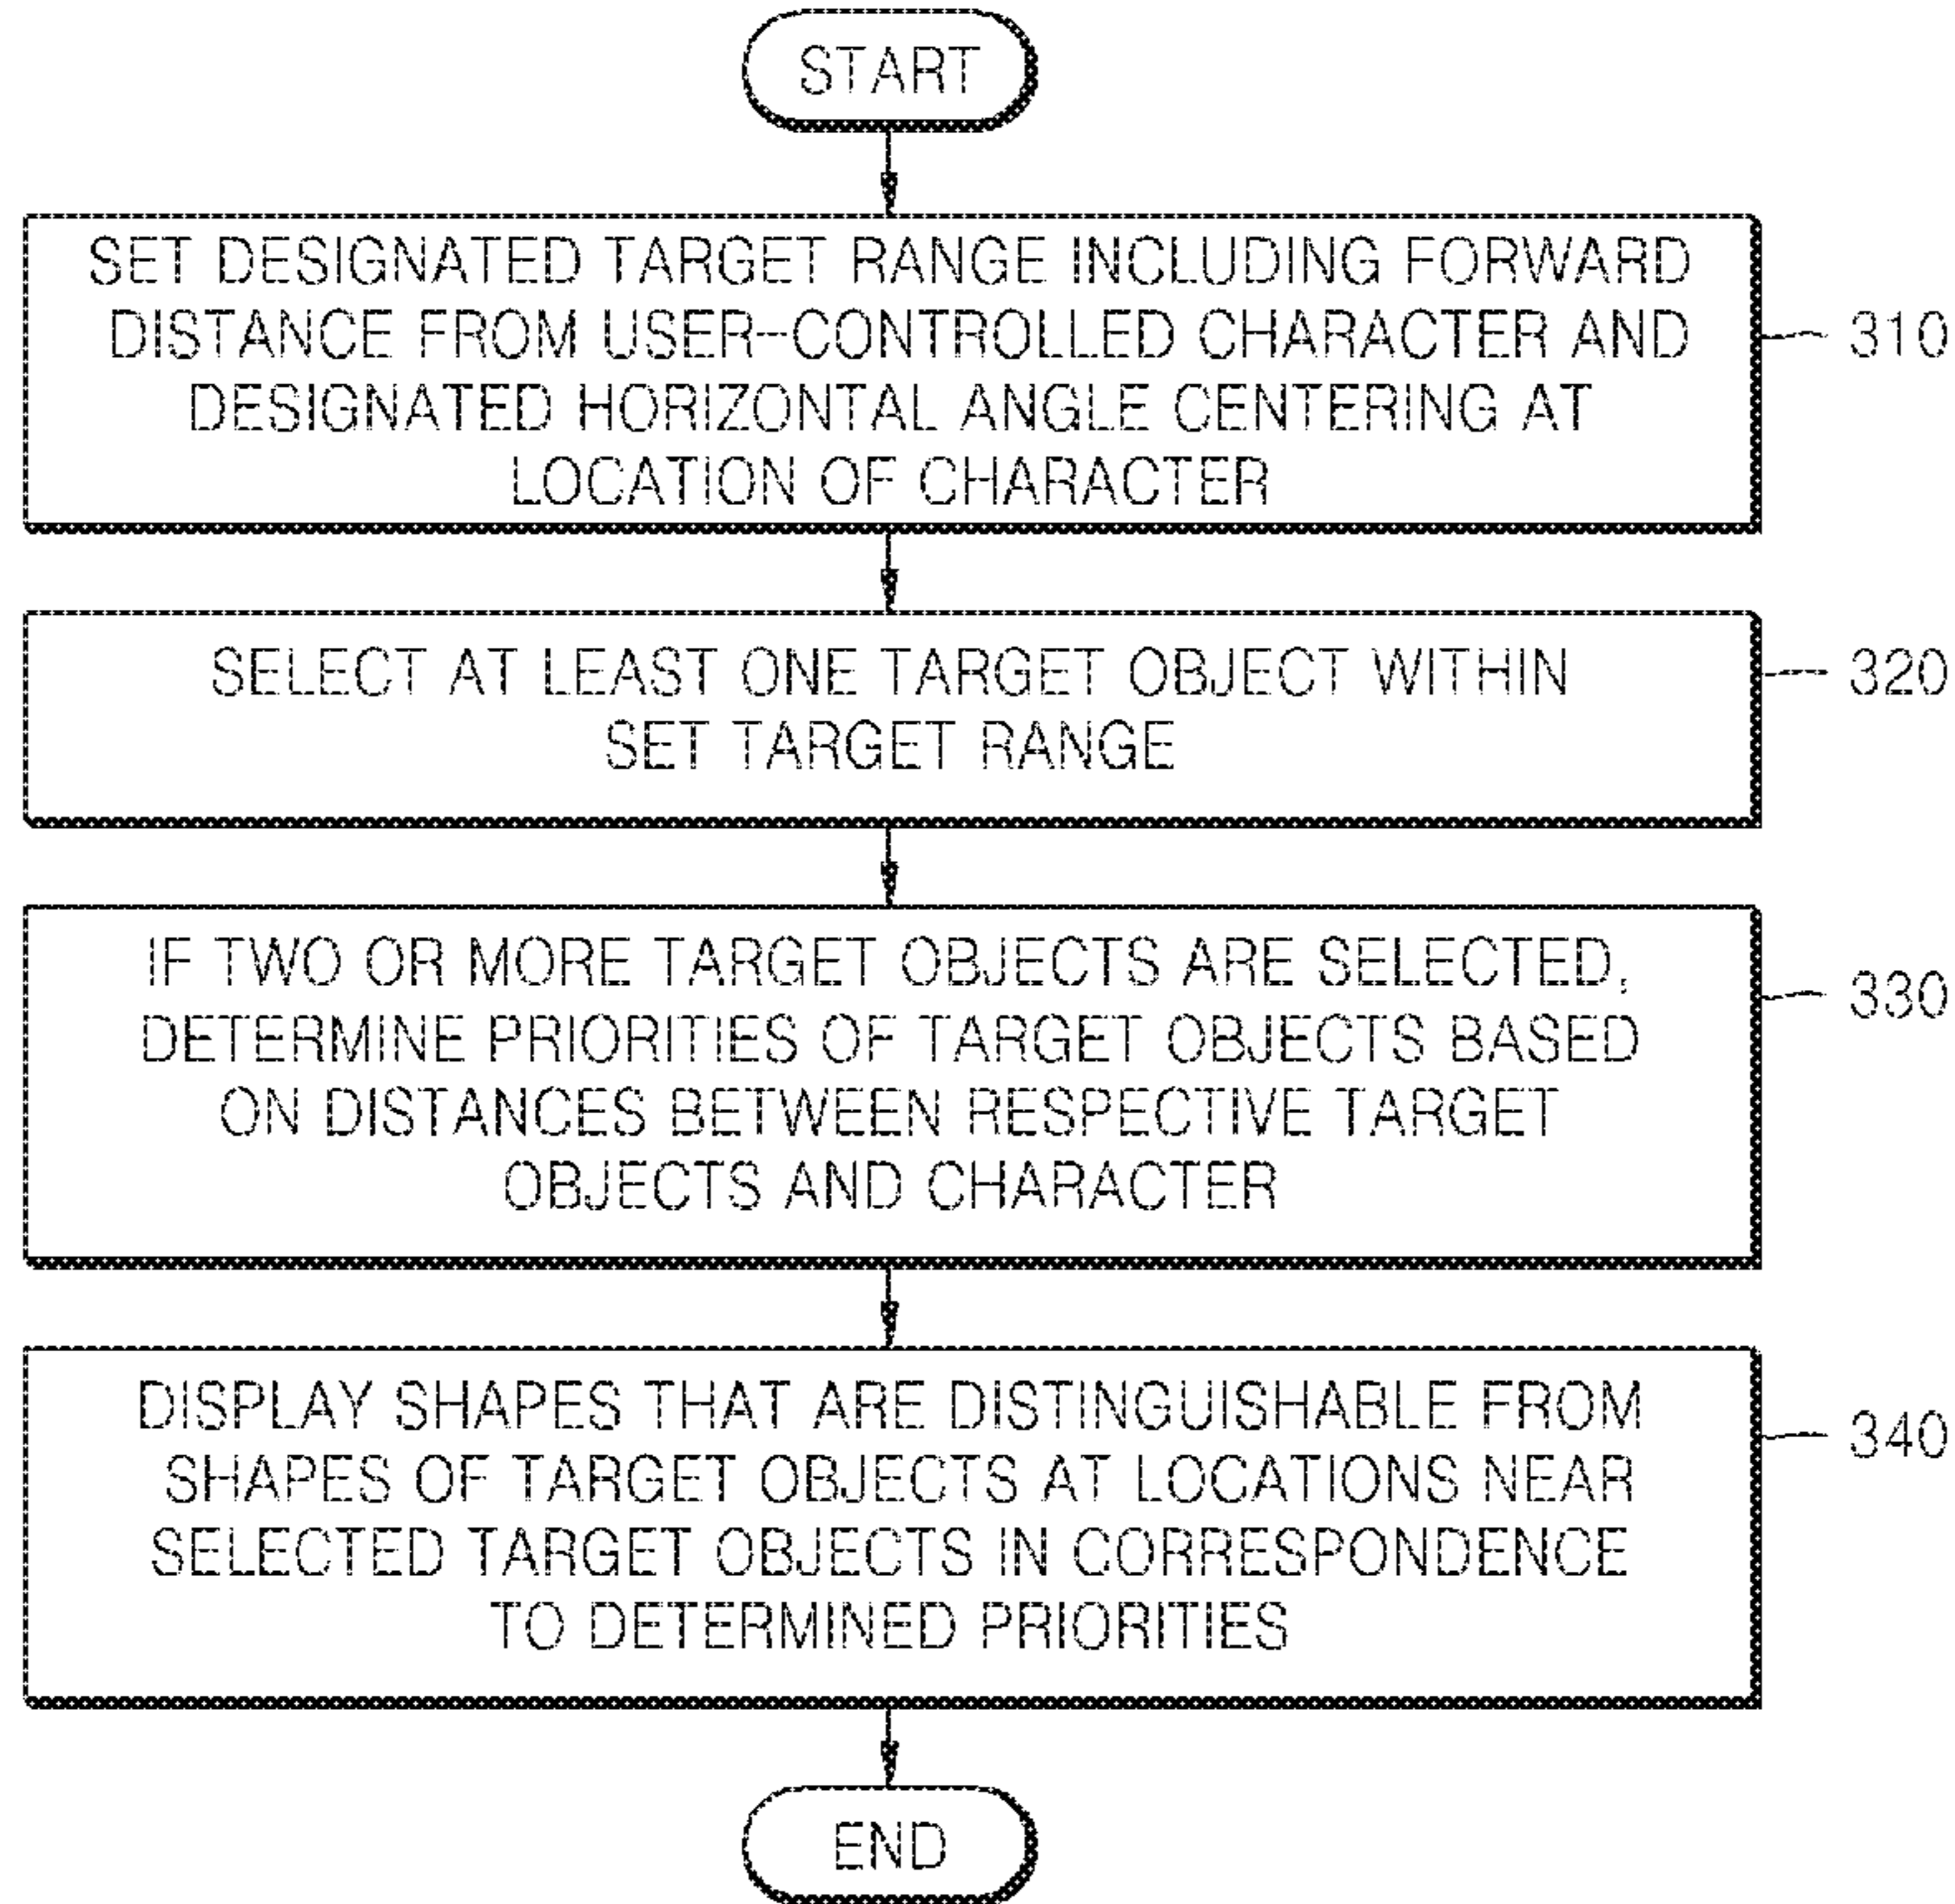 START
SET DESIGNATED TARGET RANGE INCLUDING FORWARD
DISTANCE FROM USER-CONTROLLED CHARACTER AND
DESIGNATED HORIZONTAL ANGLE CENTERING AT
LOCATION OF CHARACTER
310
SELECT AT LEAST ONE TARGET OBJECT WITHIN
SET TARGET RANGE
320
IF TWO OR MORE TARGET OBJECTS ARE SELECTED,
DETERMINE PRIORITIES OF TARGET OBJECTS BASED
ON DISTANCES BETWEEN RESPECTIVE TARGET
OBJECTS AND CHARACTER
330
DISPLAY SHAPES THAT ARE DISTINGUISHABLE FROM
SHAPES OF TARGET OBJECTS AT LOCATIONS NEAR
SELECTED TARGET OBJECTS IN CORRESPONDENCE
TO DETERMINED PRIORITIES
340
END